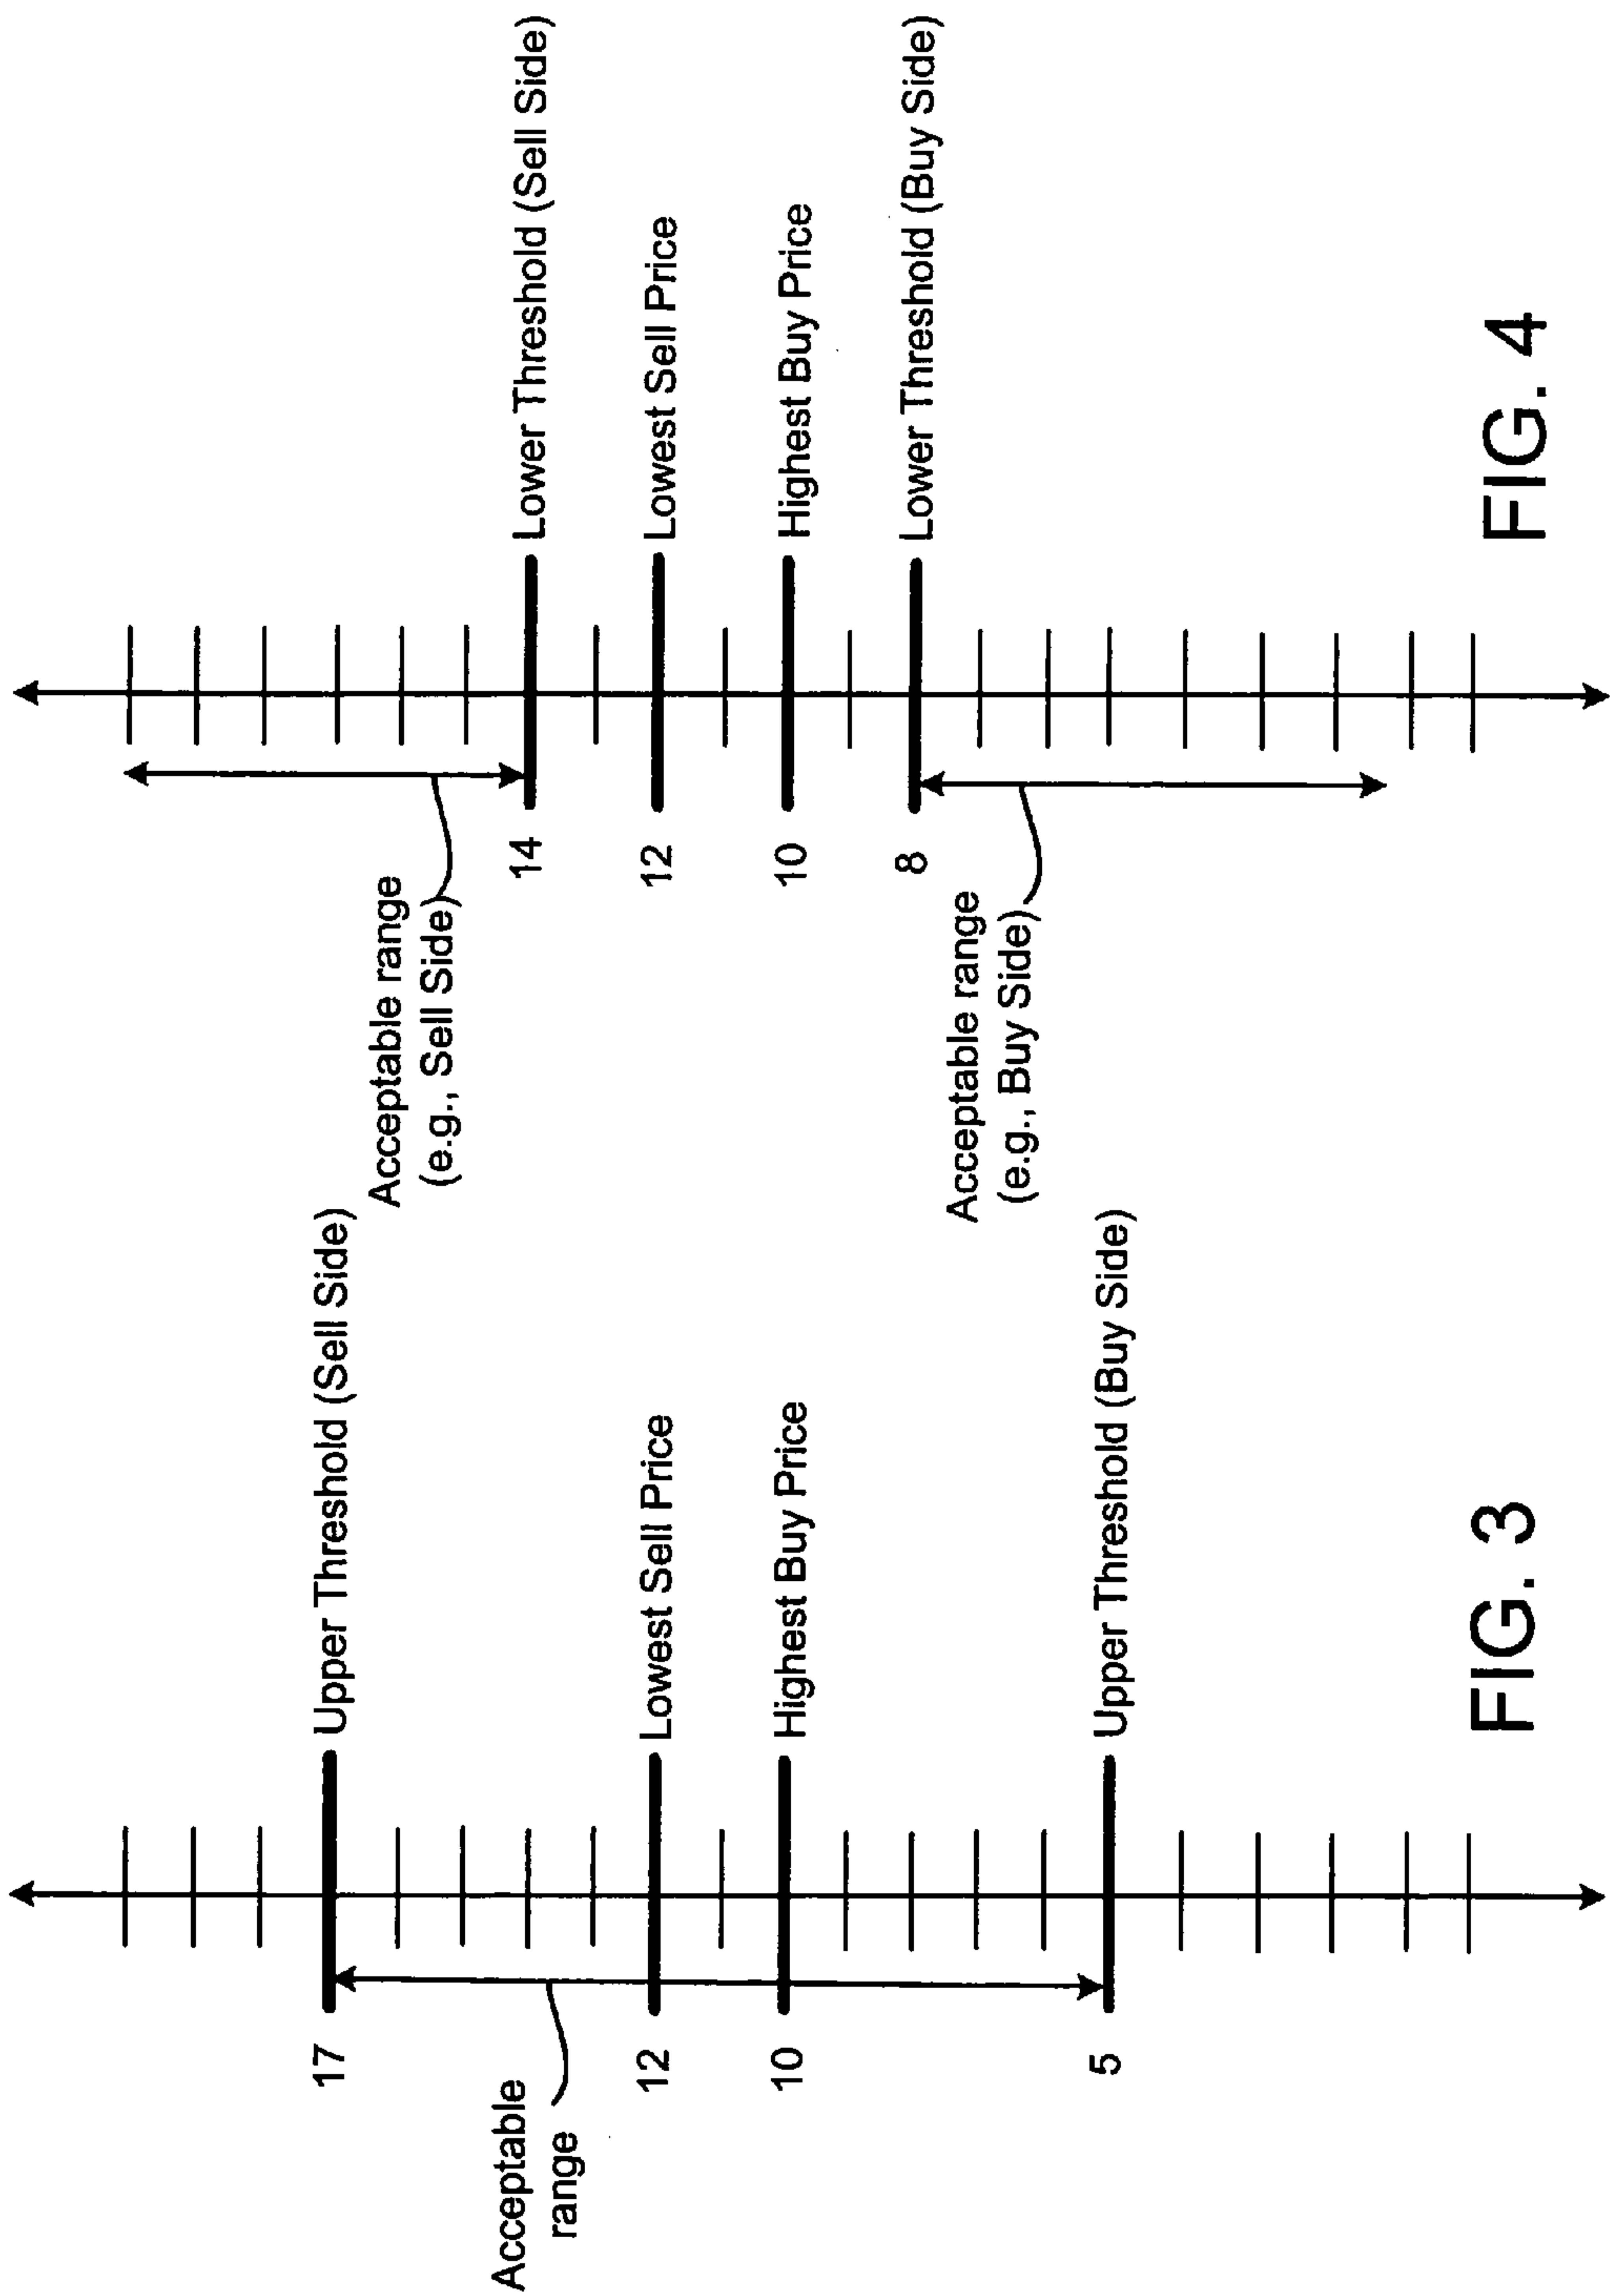 17
Upper Threshold (Sell Side)
Acceptable
range
12
Lowest Sell Price
10
Highest Buy Price
5
Upper Threshold (Buy Side)
FIG. 3
Acceptable range
(e.g., Sell Side)
14
Lower Threshold (Sell Side)
12
Lowest Sell Price
10
Highest Buy Price
8
Lower Threshold (Buy Side)
Acceptable range
(e.g., Buy Side)
FIG. 4